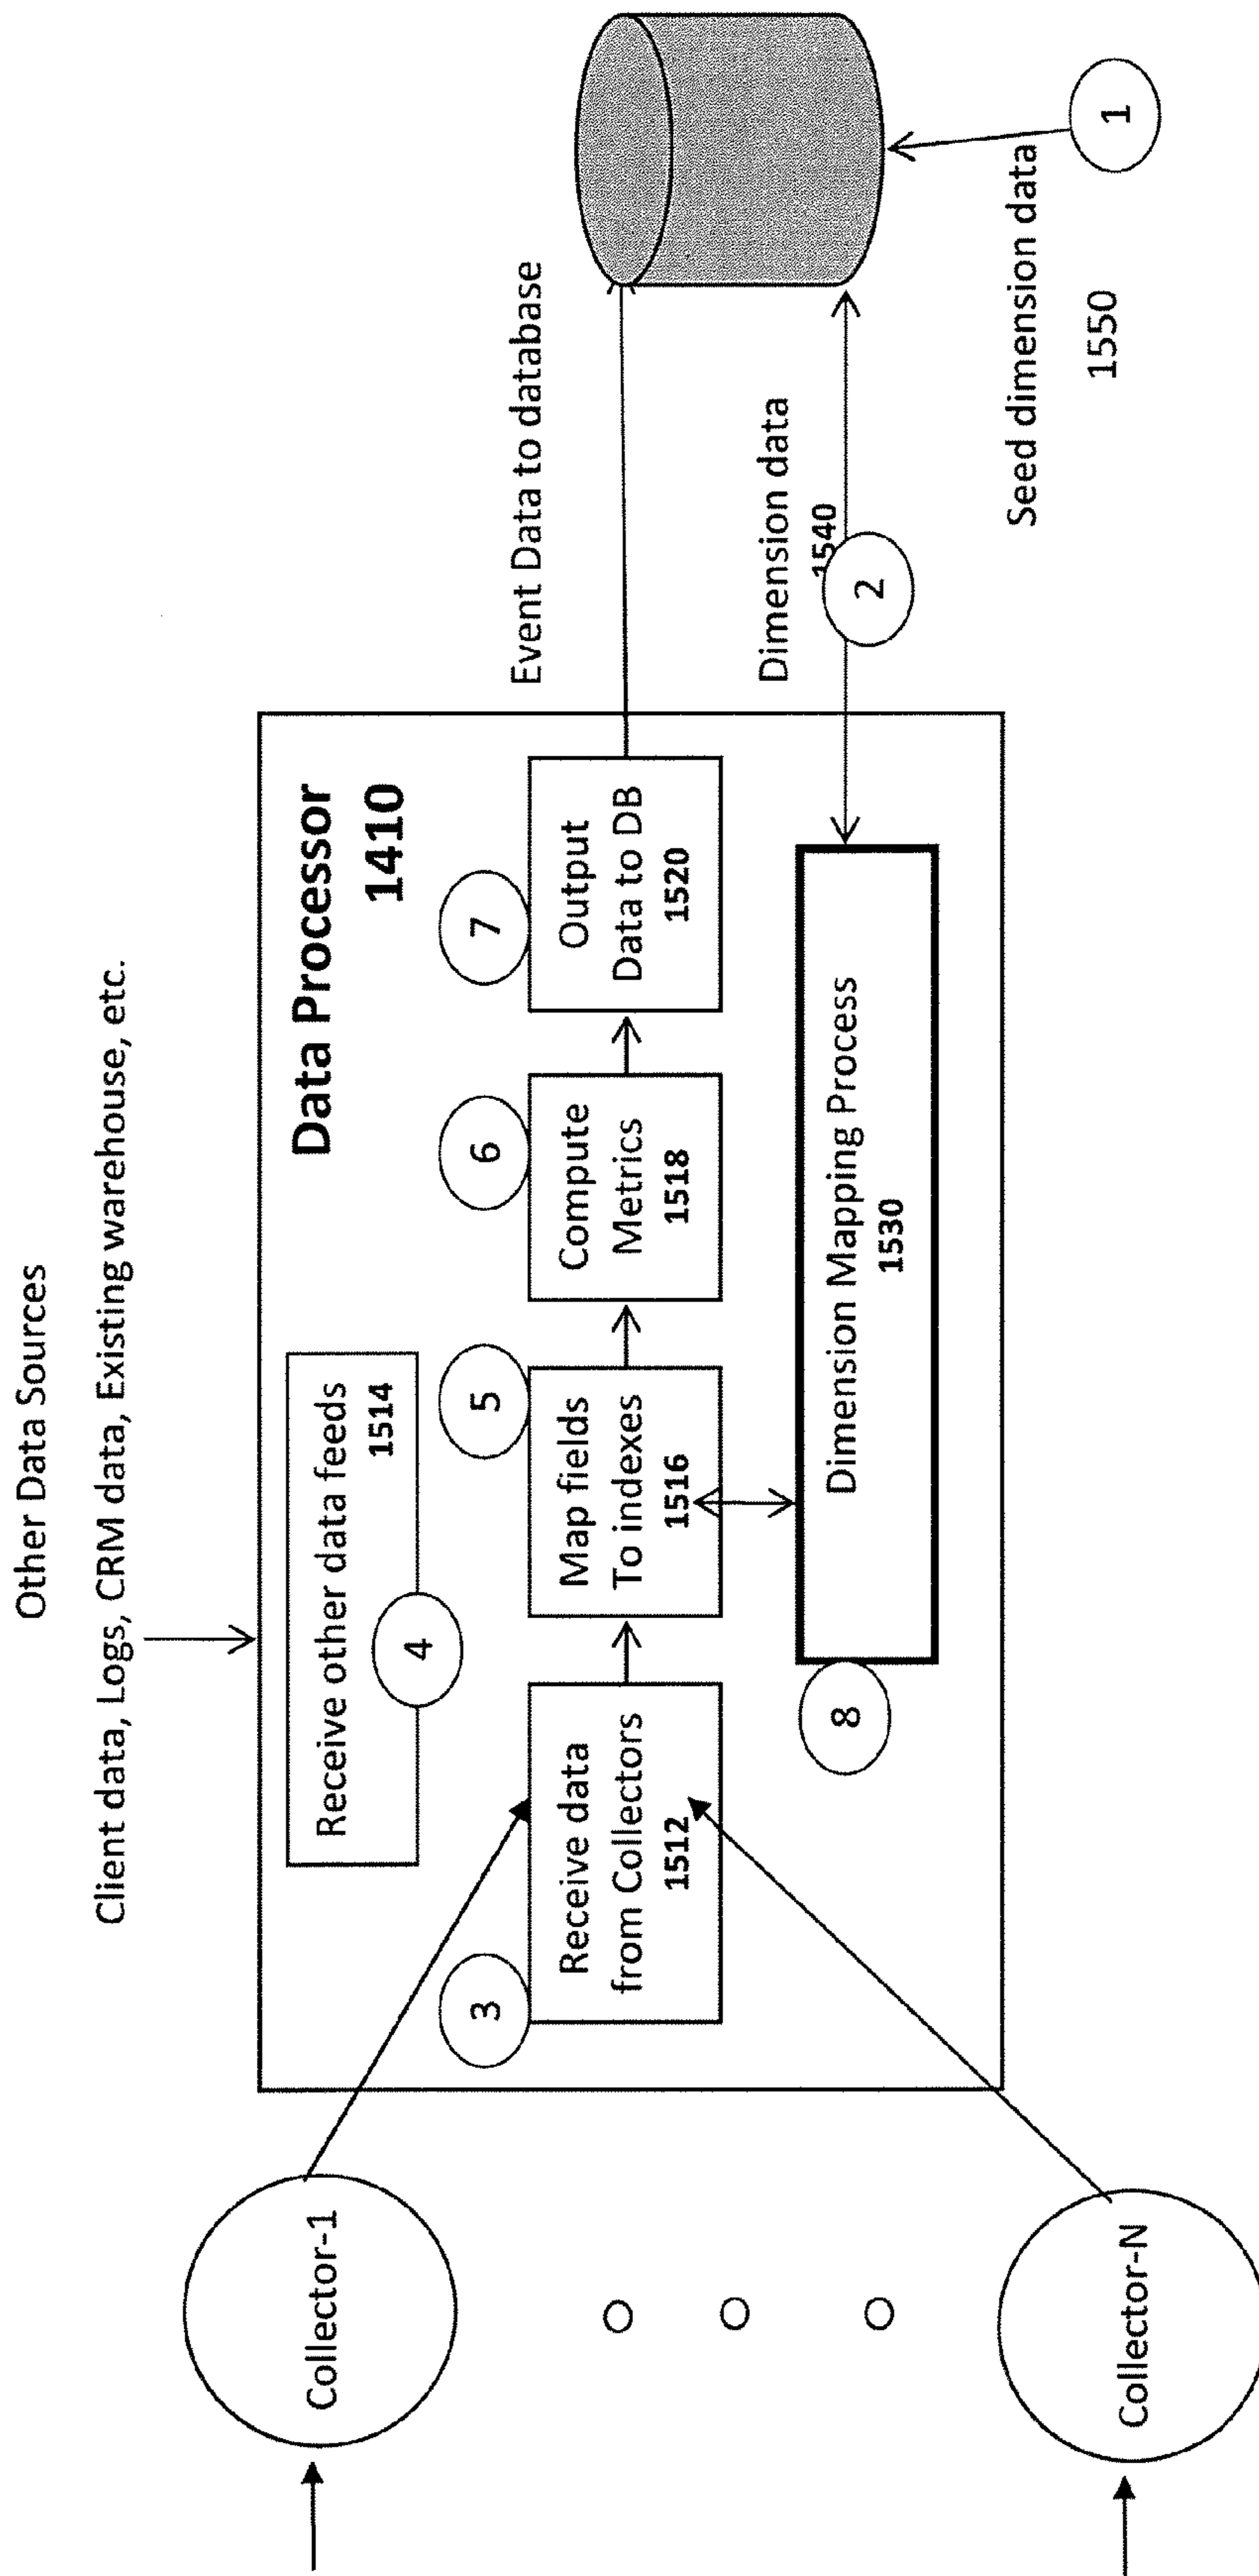 Other Data Sources
Client data, Logs, CRM data, Existing warehouse, etc.
Data Processor
1410
Receive other data feeds
1514
4
3
Receive data
from Collectors
1512
5
Map fields
To indexes
1516
6
Compute
Metrics
1518
7
Output
Data to DB
1520
8
Dimension Mapping Process
1530
Collector-1
Collector-N
Event Data to database
Dimension data
1540
2
Seed dimension data
1550
1